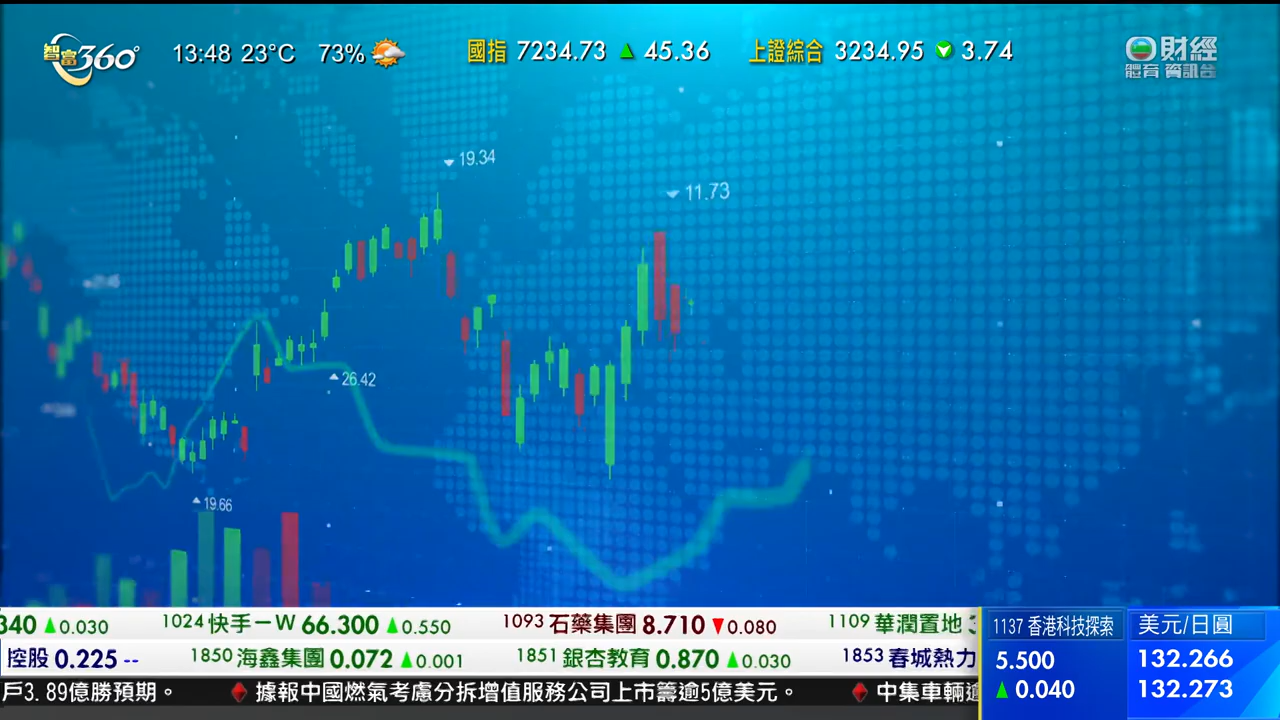 智富360°
13:48 23°C 73%
國指 7234.73 ▲ 45.36 上證綜合 3234.95 ▼ 3.74
財經
體育 資訊台
19.34
11.73
26.42
19.66
340 ▲0.030 1024 快手－W 66.300 ▲0.550 1093 石藥集團 8.710 ▼0.080 1109 華潤置地
控股 0.225 -- 1850 海鑫集團 0.072 ▲0.001 1851 銀杏教育 0.870 ▲0.030 1853 春城熱力
戶3.89億勝預期。 據報中國燃氣考慮分拆增值服務公司上市籌逾5億美元。 中集車輛逾
1137 香港科技探索
5.500
▲ 0.040
美元/日圓
132.266
132.273